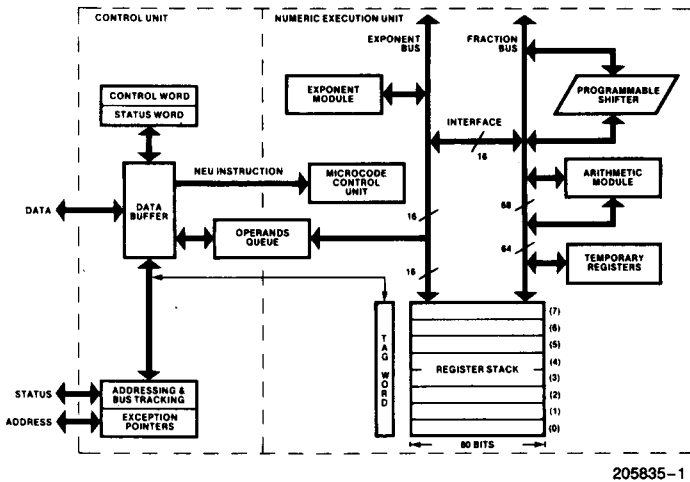 CONTROL UNIT
NUMERIC EXECUTION UNIT
EXPONENT
BUS
FRACTION
BUS
EXPONENT
MODULE
PROGRAMMABLE
SHIFTER
CONTROL WORD
STATUS WORD
INTERFACE
16
NEU INSTRUCTION
MICROCODE
CONTROL
UNIT
ARITHMETIC
MODULE
DATA
DATA
BUFFER
OPERANDS
QUEUE
16
68
64
16
TEMPORARY
REGISTERS
TAG WORD
REGISTER STACK
(7)
(6)
(5)
(4)
(3)
(2)
(1)
(0)
STATUS
ADDRESS
ADDRESSING &
BUS TRACKING
EXCEPTION
POINTERS
80 BITS
205835-1